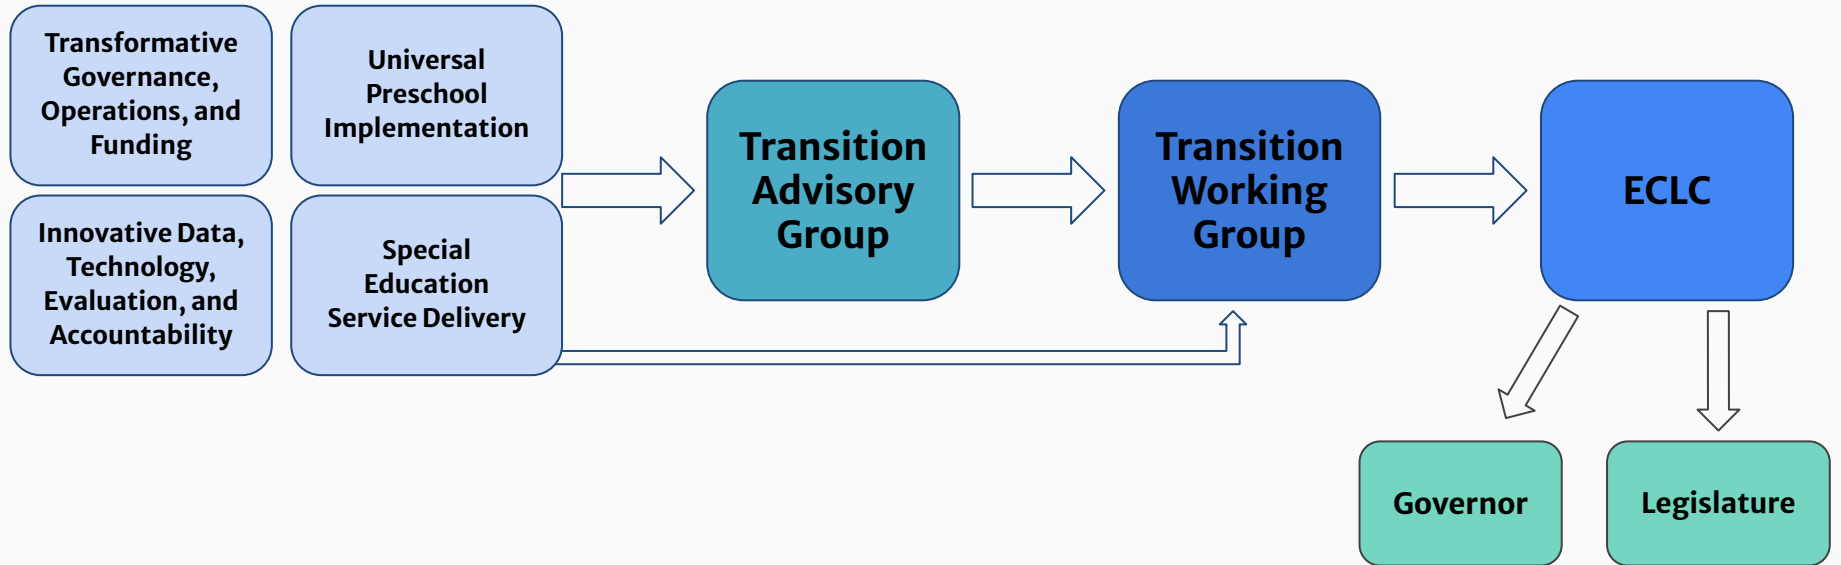 Transformative
Governance,
Operations, and
Funding
Universal
Preschool
Implementation
Innovative Data,
Technology,
Evaluation, and
Accountability
Special
Education
Service Delivery
Transition
Advisory
Group
Transition
Working
Group
ECLC
Governor
Legislature